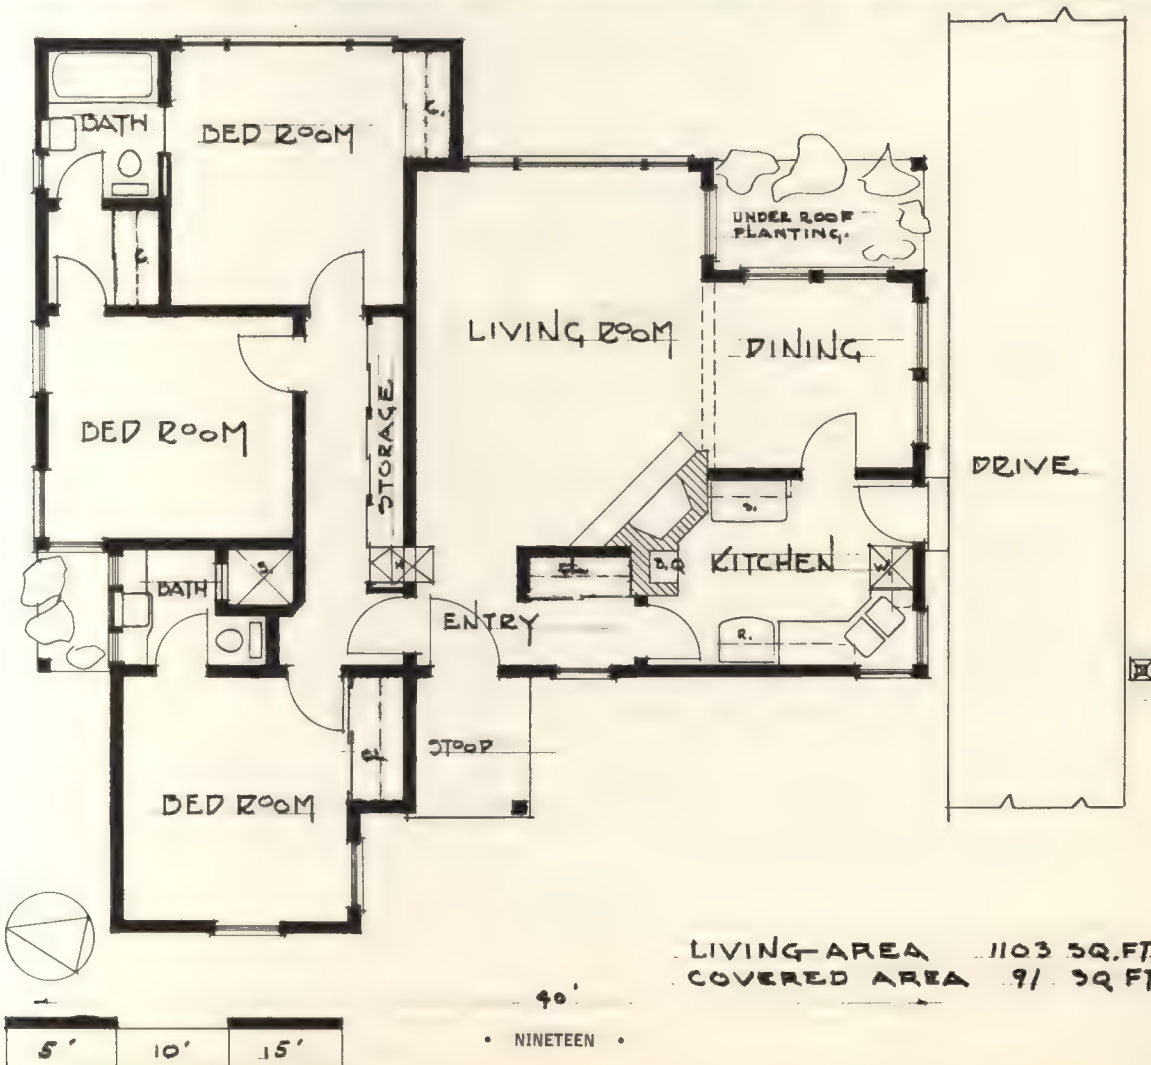 BATH
BED ROOM
C.
UNDER ROOF
PLANTING.
C.
LIVING ROOM
DINING
BED ROOM
STORAGE
DRIVE
S.
H.
B.Q
KITCHEN
W.
BATH
S.
ENTRY
R.
STOOP
BED ROOM
LIVING AREA 1103 SQ.FT.
COVERED AREA 91 SQ FT
40'
5' 10' 15'
• NINETEEN •